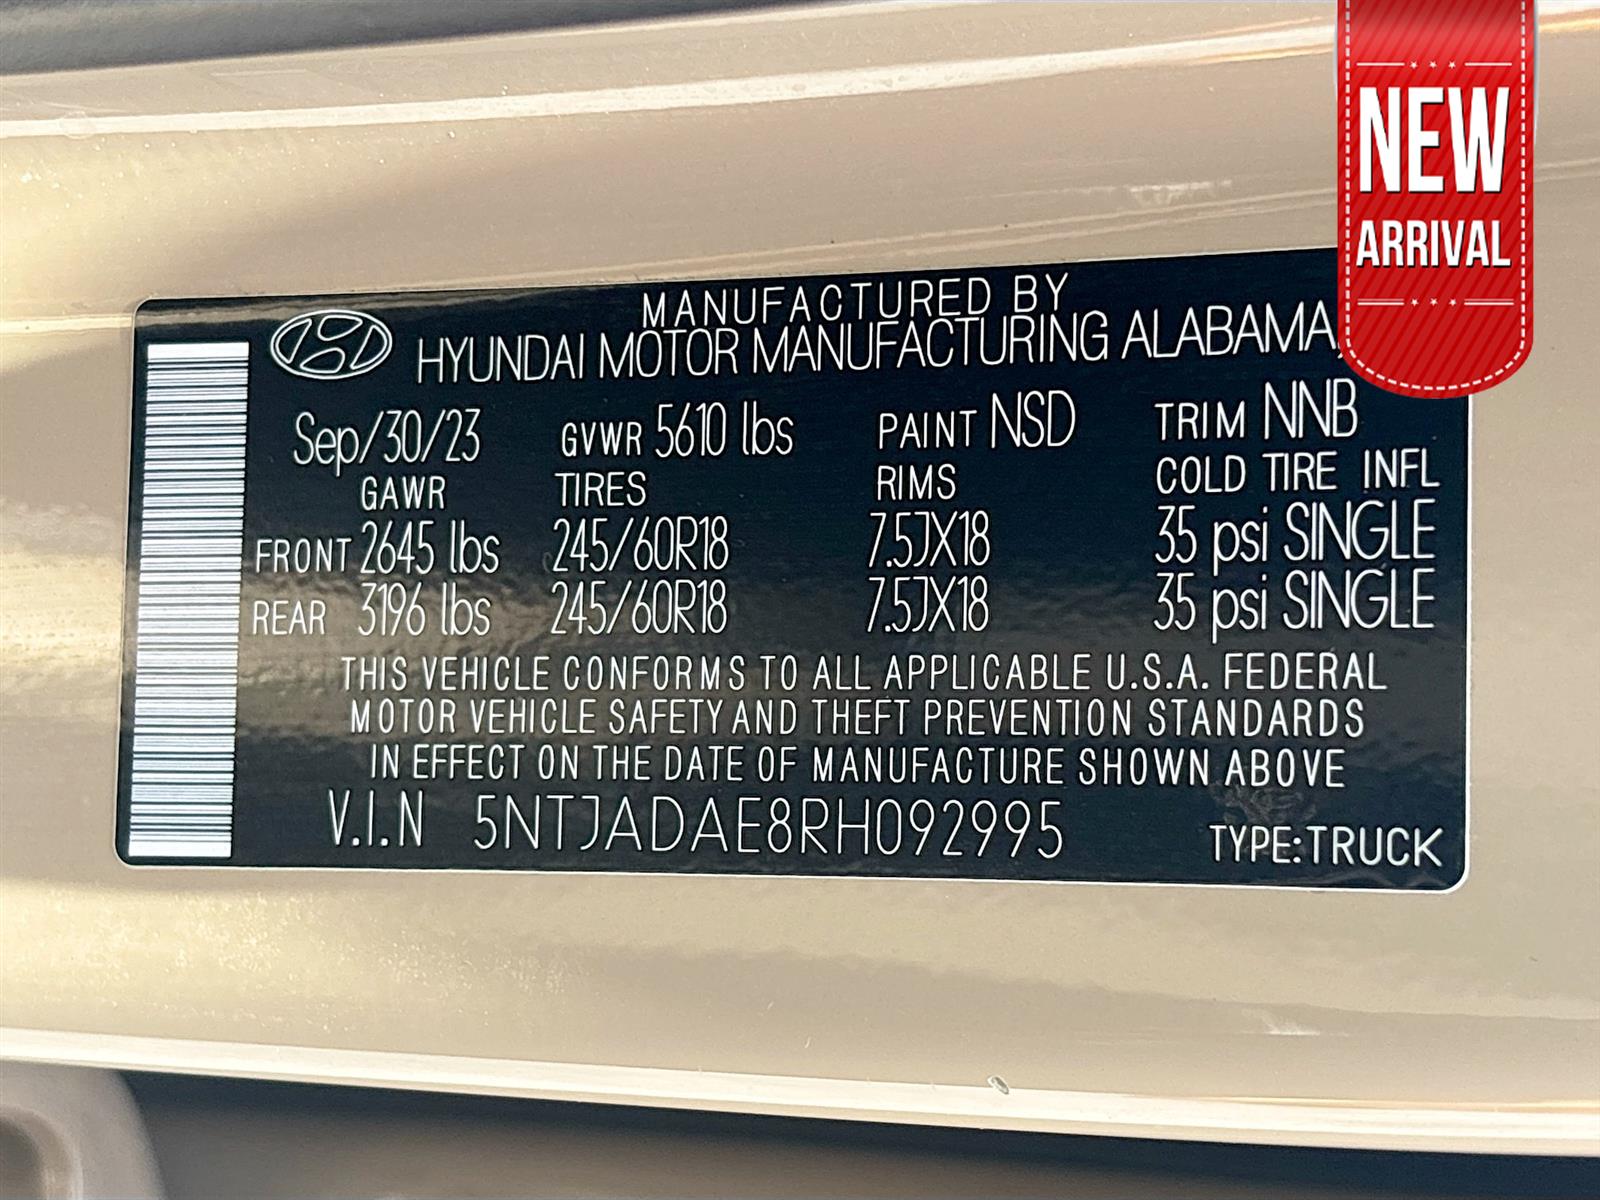 NEW
ARRIVAL
MANUFACTURED BY
HYUNDAI MOTOR MANUFACTURING ALABAMA,
Sep/30/23 GVWR 5610 lbs PAINT NSD TRIM NNB
GAWR TIRES RIMS COLD TIRE INFL
FRONT 2645 lbs 245/60R18 7.5JX18 35 psi SINGLE
REAR 3196 lbs 245/60R18 7.5JX18 35 psi SINGLE
THIS VEHICLE CONFORMS TO ALL APPLICABLE U.S.A. FEDERAL
MOTOR VEHICLE SAFETY AND THEFT PREVENTION STANDARDS
IN EFFECT ON THE DATE OF MANUFACTURE SHOWN ABOVE
V.I.N 5NTJADAE8RH092995 TYPE:TRUCK